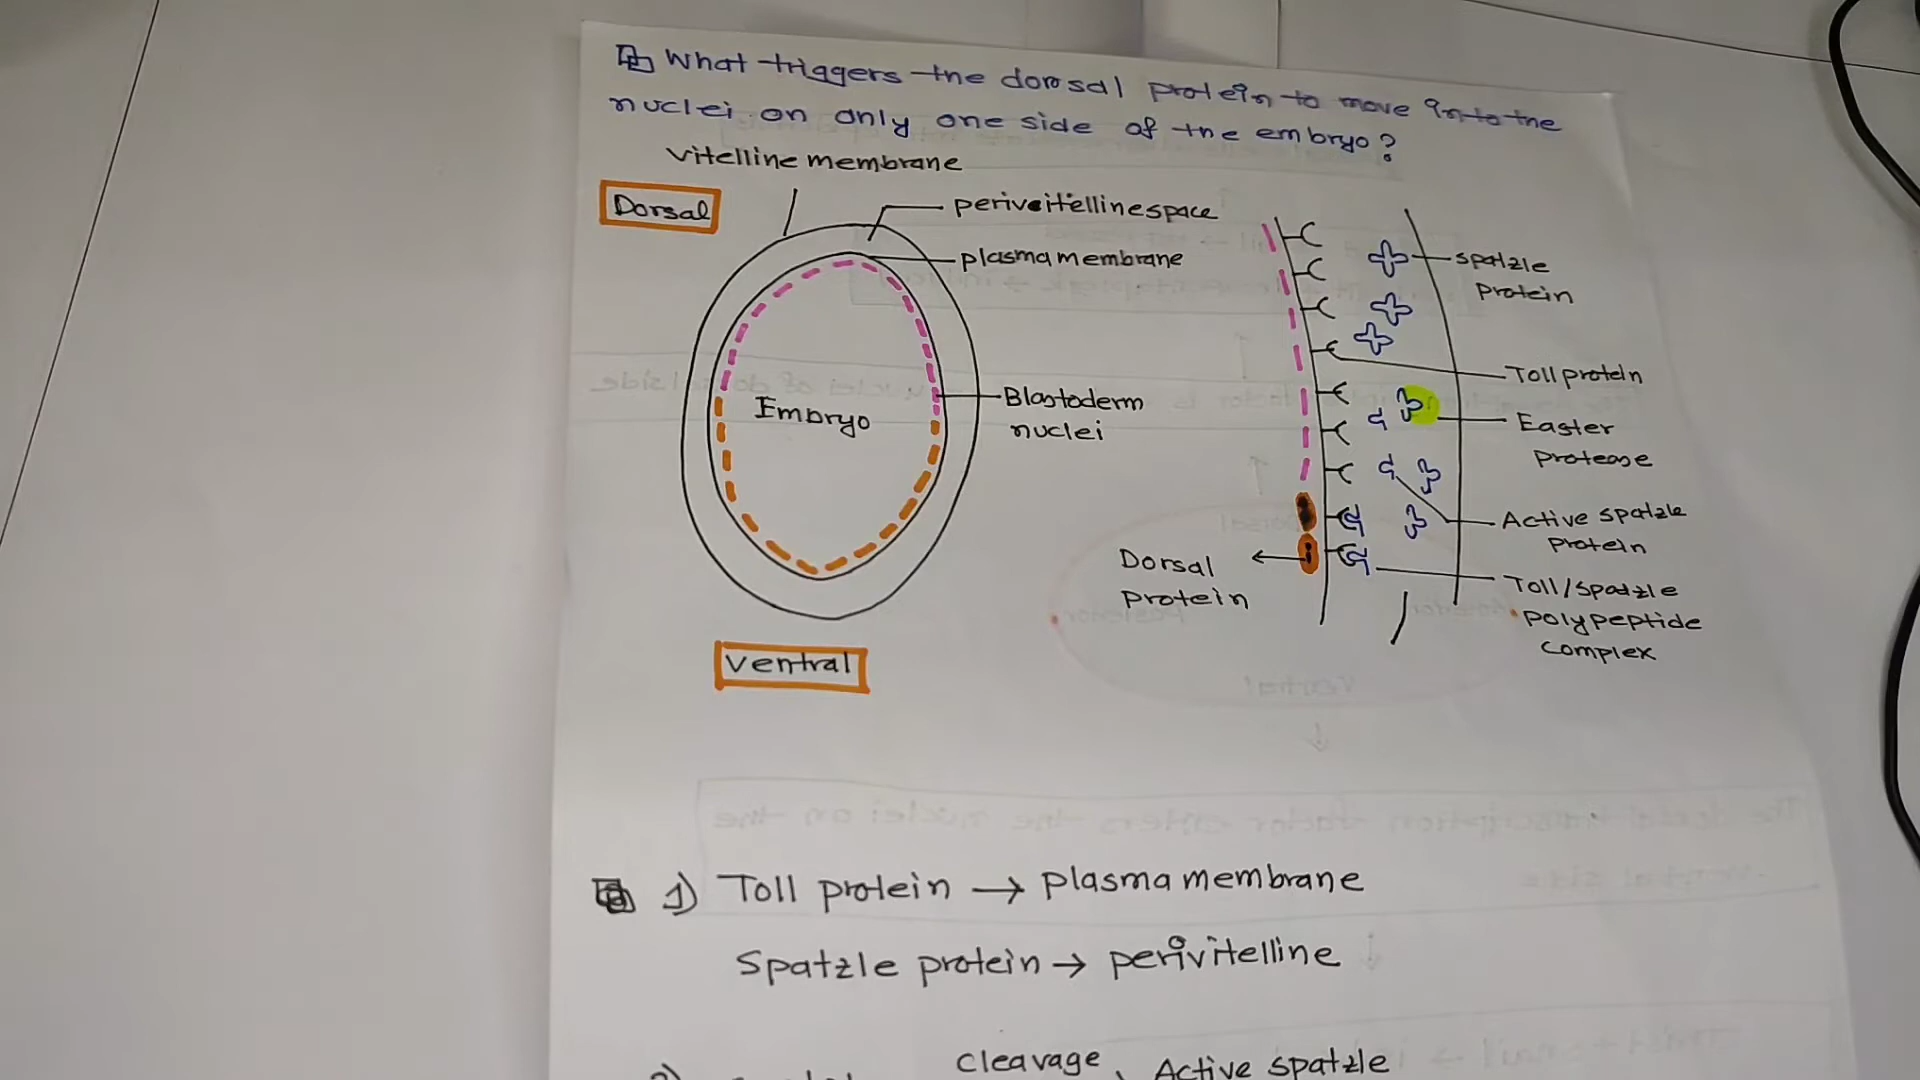 What triggers the dorsal protein to move into the
nuclei on only one side of the embryo?
Vitelline membrane
Dorsal
periveitelline space
plasma membrane
Embryo
Blastoderm
nuclei
Ventral
spatzle
protein
Toll protein
Easter
protease
Active spatzle
protein
Dorsal
protein
Toll/spatzle
polypeptide
complex
1) Toll protein → plasma membrane
Spatzle protein → perivitelline
cleavage
Active spatzle